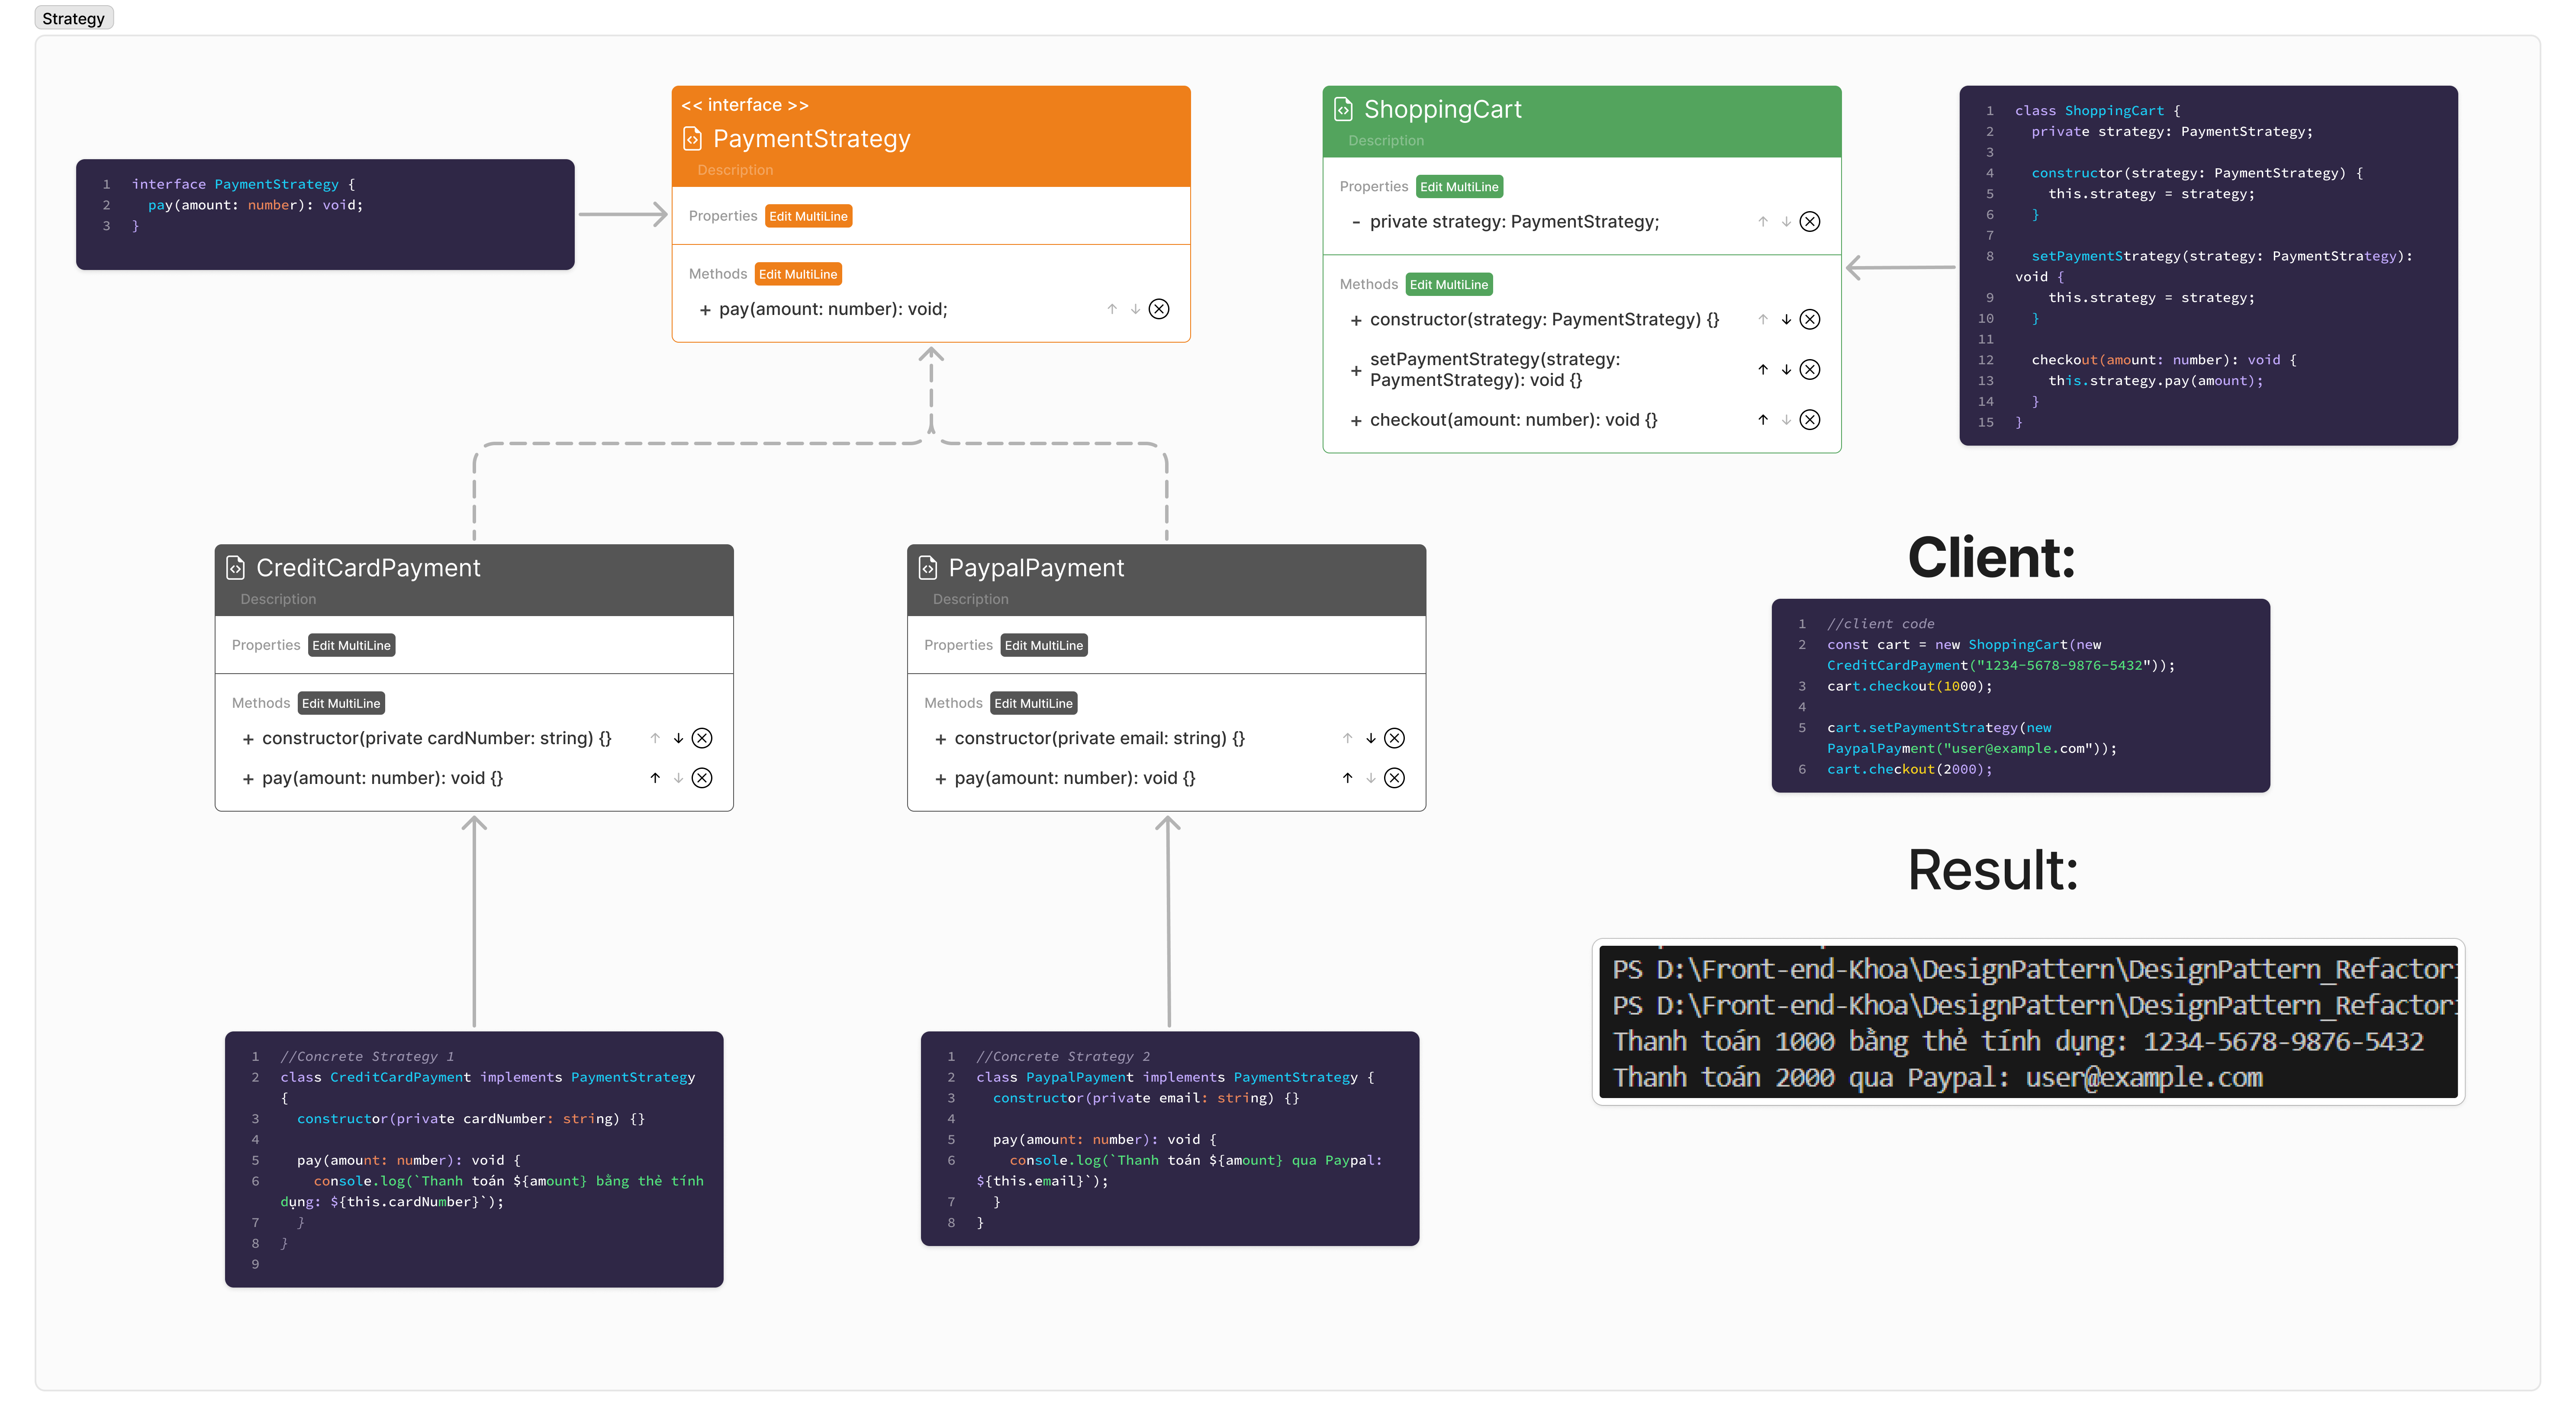 Strategy
1 interface PaymentStrategy {
2 pay(amount: number): void;
3 }
<< interface >>
PaymentStrategy
Description
Properties Edit MultiLine
Methods Edit MultiLine
+ pay(amount: number): void;
ShoppingCart
Description
Properties Edit MultiLine
- private strategy: PaymentStrategy;
Methods Edit MultiLine
+ constructor(strategy: PaymentStrategy) {}
+ setPaymentStrategy(strategy:
PaymentStrategy): void {}
+ checkout(amount: number): void {}
1 class ShoppingCart {
2 private strategy: PaymentStrategy;
3
4 constructor(strategy: PaymentStrategy) {
5 this.strategy = strategy;
6 }
7
8 setPaymentStrategy(strategy: PaymentStrategy):
void {
9 this.strategy = strategy;
10 }
11
12 checkout(amount: number): void {
13 this.strategy.pay(amount);
14 }
15 }
CreditCardPayment
Description
Properties Edit MultiLine
Methods Edit MultiLine
+ constructor(private cardNumber: string) {}
+ pay(amount: number): void {}
PaypalPayment
Description
Properties Edit MultiLine
Methods Edit MultiLine
+ constructor(private email: string) {}
+ pay(amount: number): void {}
Client:
1 //client code
2 const cart = new ShoppingCart(new
CreditCardPayment("1234-5678-9876-5432"));
3 cart.checkout(1000);
4
5 cart.setPaymentStrategy(new
PaypalPayment("user@example.com"));
6 cart.checkout(2000);
Result:
PS D:\Front-end-Khoa\DesignPattern\DesignPattern_Refactori
PS D:\Front-end-Khoa\DesignPattern\DesignPattern_Refactori
Thanh toán 1000 bằng thẻ tính dụng: 1234-5678-9876-5432
Thanh toán 2000 qua Paypal: user@example.com
1 //Concrete Strategy 1
2 class CreditCardPayment implements PaymentStrategy
{
3 constructor(private cardNumber: string) {}
4
5 pay(amount: number): void {
6 console.log(`Thanh toán ${amount} bằng thẻ tính
dụng: ${this.cardNumber}`);
7 }
8 }
9
1 //Concrete Strategy 2
2 class PaypalPayment implements PaymentStrategy {
3 constructor(private email: string) {}
4
5 pay(amount: number): void {
6 console.log(`Thanh toán ${amount} qua Paypal:
${this.email}`);
7 }
8 }